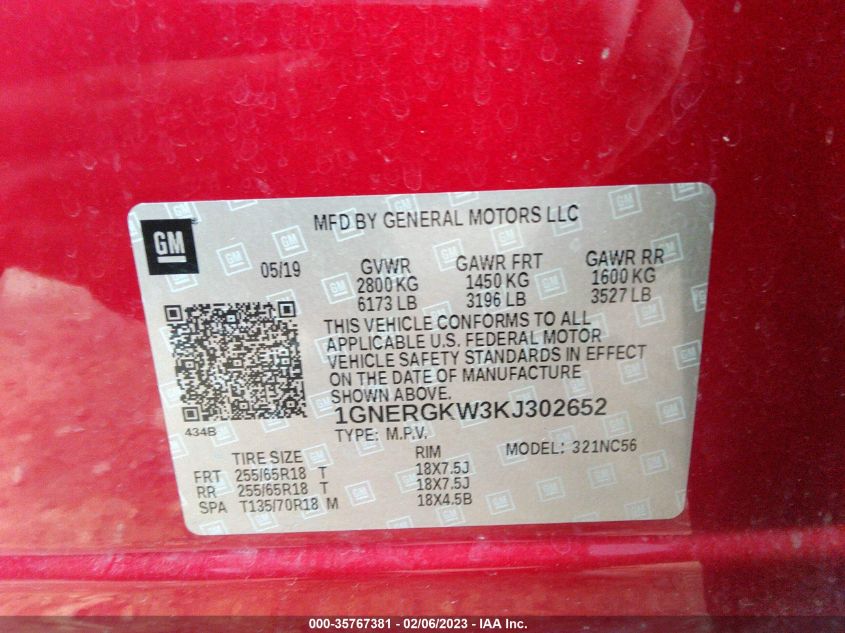 GM
MFD BY GENERAL MOTORS LLC
05/19 GVWR GAWR FRT GAWR RR
2800 KG 1450 KG 1600 KG
6173 LB 3196 LB 3527 LB
THIS VEHICLE CONFORMS TO ALL
APPLICABLE U.S. FEDERAL MOTOR
VEHICLE SAFETY STANDARDS IN EFFECT
ON THE DATE OF MANUFACTURE
SHOWN ABOVE.
434B
1GNERGKW3KJ302652
TYPE: M.P.V. MODEL: 321NC56
TIRE SIZE RIM
FRT 255/65R18 T 18X7.5J
RR 255/65R18 T 18X7.5J
SPA T135/70R18 M 18X4.5B
000-35767381 - 02/06/2023 - IAA Inc.